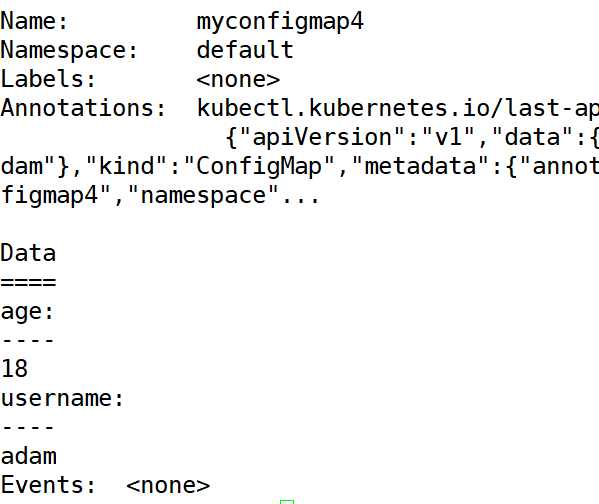 Name:         myconfigmap4
Namespace:    default
Labels:       <none>
Annotations:  kubectl.kubernetes.io/last-ap
                {"apiVersion":"v1","data":{
dam"},"kind":"ConfigMap","metadata":{"annot
figmap4","namespace"...

Data
====
age:
----
18
username:
----
adam
Events:  <none>